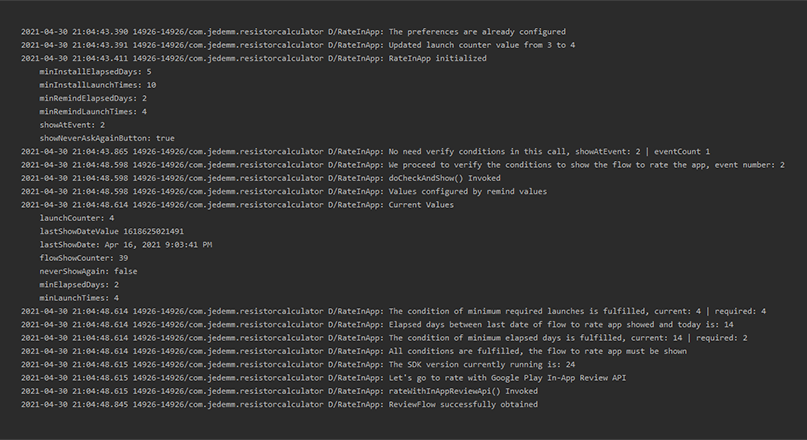 2021-04-30 21:04:43.390 14926-14926/com.jedemm.resistorcalculator D/RateInApp: The preferences are already configured
2021-04-30 21:04:43.391 14926-14926/com.jedemm.resistorcalculator D/RateInApp: Updated launch counter value from 3 to 4
2021-04-30 21:04:43.411 14926-14926/com.jedemm.resistorcalculator D/RateInApp: RateInApp initialized
minInstallElapsedDays: 5
minInstallLaunchTimes: 10
minRemindElapsedDays: 2
minRemindLaunchTimes: 4
showAtEvent: 2
showNeverAskAgainButton: true
2021-04-30 21:04:43.865 14926-14926/com.jedemm.resistorcalculator D/RateInApp: No need verify conditions in this call, showAtEvent: 2 | eventCount 1
2021-04-30 21:04:48.598 14926-14926/com.jedemm.resistorcalculator D/RateInApp: We proceed to verify the conditions to show the flow to rate the app, event number: 2
2021-04-30 21:04:48.598 14926-14926/com.jedemm.resistorcalculator D/RateInApp: doCheckAndShow() Invoked
2021-04-30 21:04:48.598 14926-14926/com.jedemm.resistorcalculator D/RateInApp: Values configured by remind values
2021-04-30 21:04:48.614 14926-14926/com.jedemm.resistorcalculator D/RateInApp: Current Values
launchCounter: 4
lastShowDateValue 1618625021491
lastShowDate: Apr 16, 2021 9:03:41 PM
flowShowCounter: 39
neverShowAgain: false
minElapsedDays: 2
minLaunchTimes: 4
2021-04-30 21:04:48.614 14926-14926/com.jedemm.resistorcalculator D/RateInApp: The condition of minimum required launches is fulfilled, current: 4 | required: 4
2021-04-30 21:04:48.614 14926-14926/com.jedemm.resistorcalculator D/RateInApp: Elapsed days between last date of flow to rate app showed and today is: 14
2021-04-30 21:04:48.614 14926-14926/com.jedemm.resistorcalculator D/RateInApp: The condition of minimum elapsed days is fulfilled, current: 14 | required: 2
2021-04-30 21:04:48.614 14926-14926/com.jedemm.resistorcalculator D/RateInApp: All conditions are fulfilled, the flow to rate app must be shown
2021-04-30 21:04:48.615 14926-14926/com.jedemm.resistorcalculator D/RateInApp: The SDK version currently running is: 24
2021-04-30 21:04:48.615 14926-14926/com.jedemm.resistorcalculator D/RateInApp: Let's go to rate with Google Play In-App Review API
2021-04-30 21:04:48.615 14926-14926/com.jedemm.resistorcalculator D/RateInApp: rateWithInAppReviewApi() Invoked
2021-04-30 21:04:48.845 14926-14926/com.jedemm.resistorcalculator D/RateInApp: ReviewFlow successfully obtained